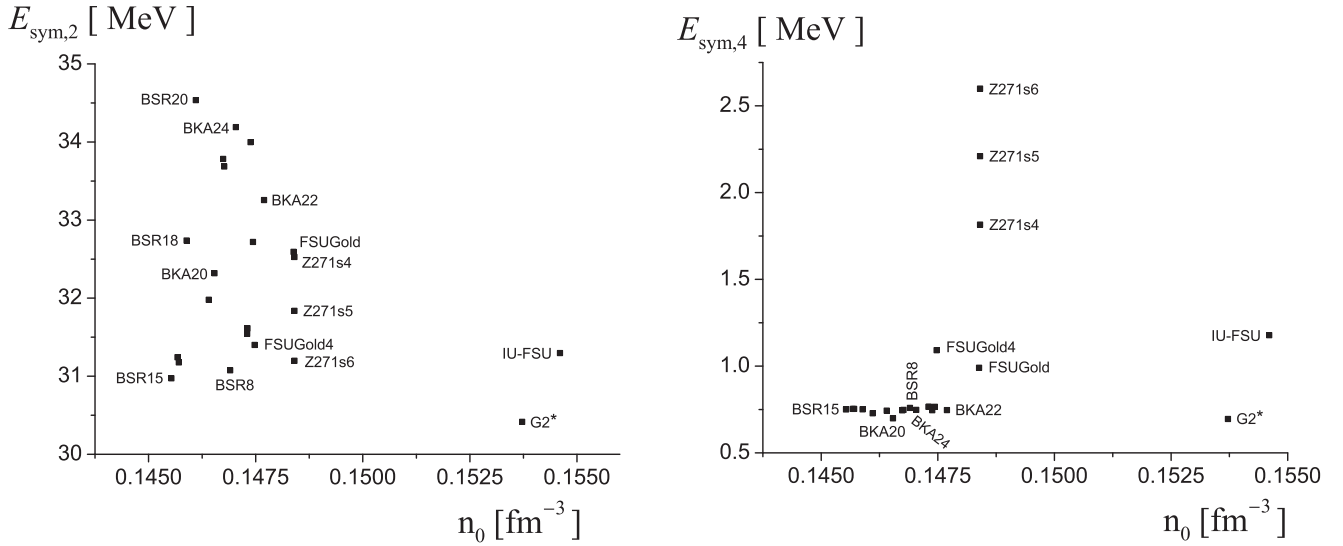 E_sym,2 [ MeV ]
35
BSR20
BKA24
34
BKA22
33
BSR18
FSUGold
Z271s4
BKA20
32
Z271s5
FSUGold4
IU-FSU
Z271s6
31
BSR15
BSR8
G2*
30
0.1450 0.1475 0.1500 0.1525 0.1550
n_0 [fm^−3]
E_sym,4 [ MeV ]
Z271s6
2.5
Z271s5
2.0
Z271s4
1.5
IU-FSU
FSUGold4
1.0
FSUGold
BSR8
BSR15
BKA22
G2*
BKA20
BKA24
0.5
0.1450 0.1475 0.1500 0.1525 0.1550
n_0 [fm^−3]